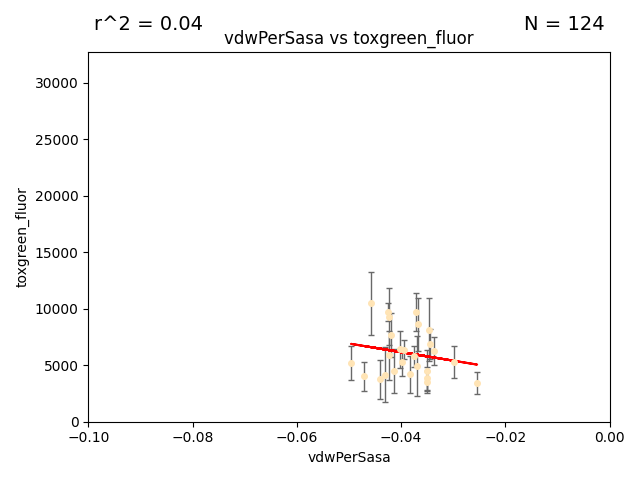 r^2 = 0.04
N = 124
vdwPerSasa vs toxgreen_fluor
30000
25000
20000
15000
10000
5000
0
toxgreen_fluor
−0.10
−0.08
−0.06
−0.04
−0.02
0.00
vdwPerSasa